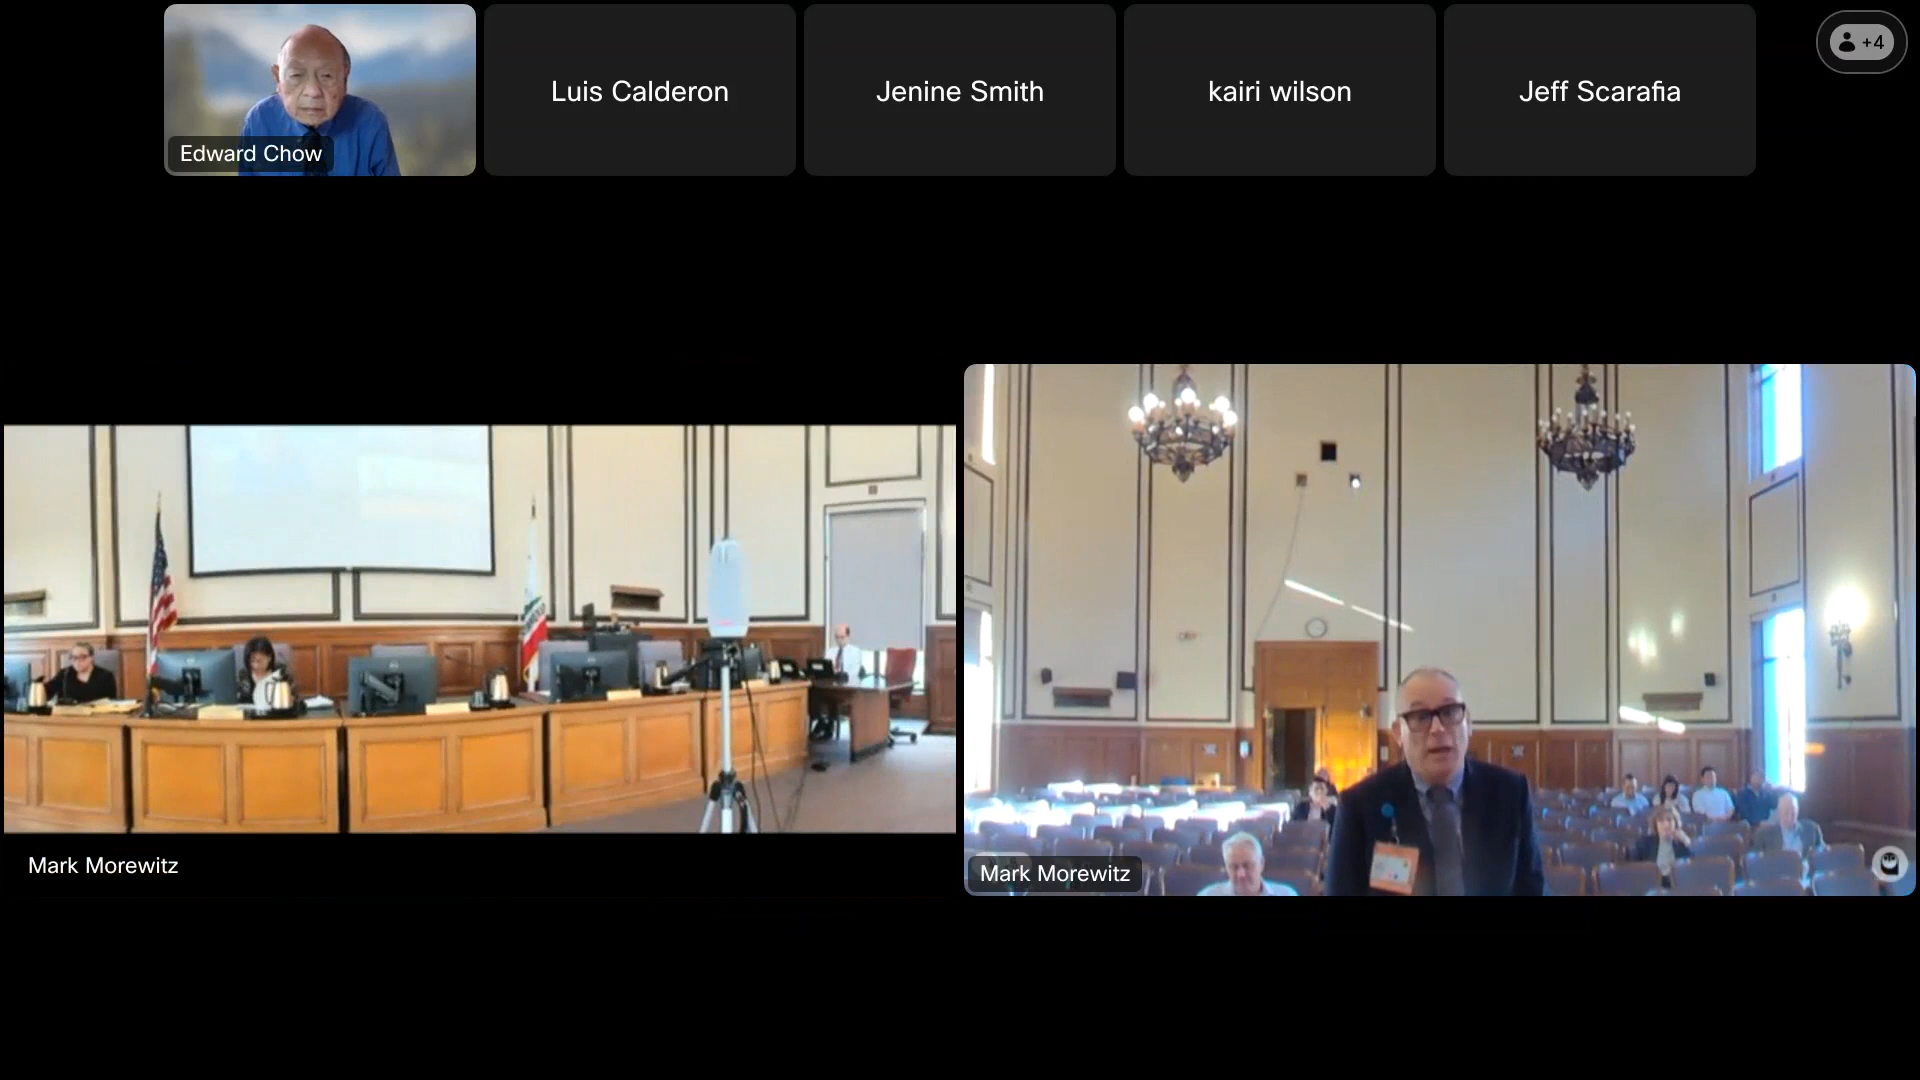 Edward Chow
Luis Calderon
Jenine Smith
kairi wilson
Jeff Scarafia
+4
Mark Morewitz
Mark Morewitz